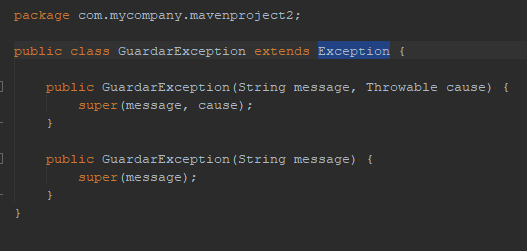 package com.mycompany.mavenproject2;
public class GuardarException extends Exception {
public GuardarException(String message, Throwable cause) {
super(message, cause);
}
public GuardarException(String message) {
super(message);
}
}